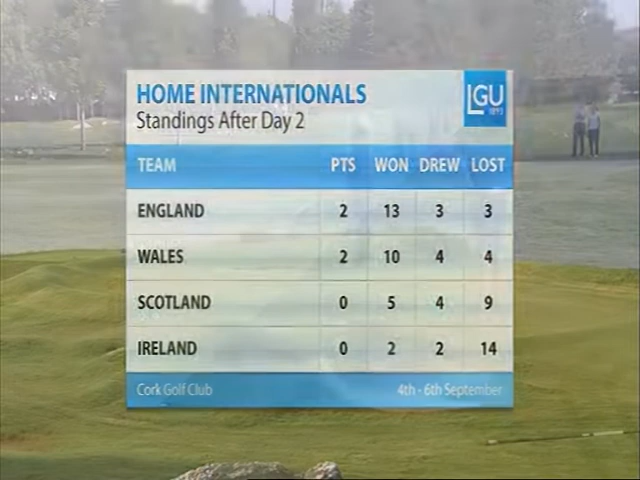 HOME INTERNATIONALS
Standings After Day 2
LGU
1893
TEAM PTS WON DREW LOST
ENGLAND 2 13 3 3
WALES 2 10 4 4
SCOTLAND 0 5 4 9
IRELAND 0 2 2 14
Cork Golf Club 4th - 6th September